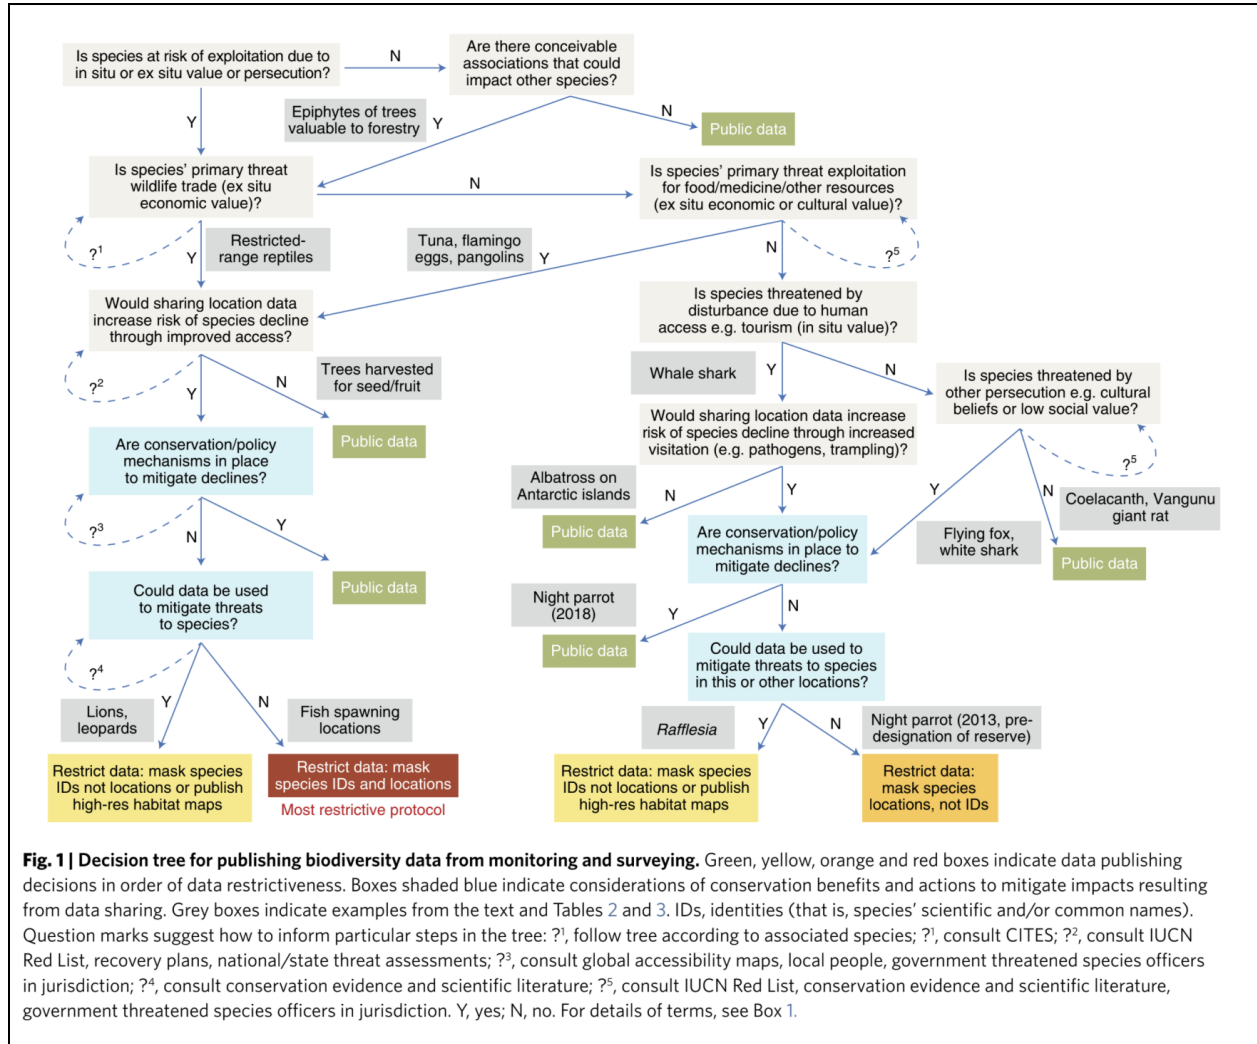 Is species at risk of exploitation due to
in situ or ex situ value or persecution?
N
Are there conceivable
associations that could
impact other species?
Y
Epiphytes of trees
valuable to forestry
Y
N
Public data
Is species' primary threat
wildlife trade (ex situ
economic value)?
N
Is species' primary threat exploitation
for food/medicine/other resources
(ex situ economic or cultural value)?
?1
Y
Restricted-
range reptiles
Tuna, flamingo
eggs, pangolins
Y
N
?5
Would sharing location data
increase risk of species decline
through improved access?
Is species threatened by
disturbance due to human
access e.g. tourism (in situ value)?
?2
Y
N
Trees harvested
for seed/fruit
Public data
Whale shark
Y
N
Is species threatened by
other persecution e.g. cultural
beliefs or low social value?
Would sharing location data increase
risk of species decline through increased
visitation (e.g. pathogens, trampling)?
?5
Are conservation/policy
mechanisms in place
to mitigate declines?
Albatross on
Antarctic islands
N
Y
Public data
Y
N
Coelacanth, Vangunu
giant rat
Flying fox,
white shark
Public data
?3
N
Y
Public data
Are conservation/policy
mechanisms in place to
mitigate declines?
Could data be used
to mitigate threats
to species?
Night parrot
(2018)
Y
N
Public data
Could data be used to
mitigate threats to species
in this or other locations?
?4
Lions,
leopards
Y
N
Fish spawning
locations
Rafflesia
Y
N
Night parrot (2013, pre-
designation of reserve)
Restrict data: mask species
IDs not locations or publish
high-res habitat maps
Restrict data: mask
species IDs and locations
Most restrictive protocol
Restrict data: mask species
IDs not locations or publish
high-res habitat maps
Restrict data:
mask species
locations, not IDs
Fig. 1 | Decision tree for publishing biodiversity data from monitoring and surveying. Green, yellow, orange and red boxes indicate data publishing
decisions in order of data restrictiveness. Boxes shaded blue indicate considerations of conservation benefits and actions to mitigate impacts resulting
from data sharing. Grey boxes indicate examples from the text and Tables 2 and 3. IDs, identities (that is, species' scientific and/or common names).
Question marks suggest how to inform particular steps in the tree: ?1, follow tree according to associated species; ?1, consult CITES; ?2, consult IUCN
Red List, recovery plans, national/state threat assessments; ?3, consult global accessibility maps, local people, government threatened species officers
in jurisdiction; ?4, consult conservation evidence and scientific literature; ?5, consult IUCN Red List, conservation evidence and scientific literature,
government threatened species officers in jurisdiction. Y, yes; N, no. For details of terms, see Box 1.